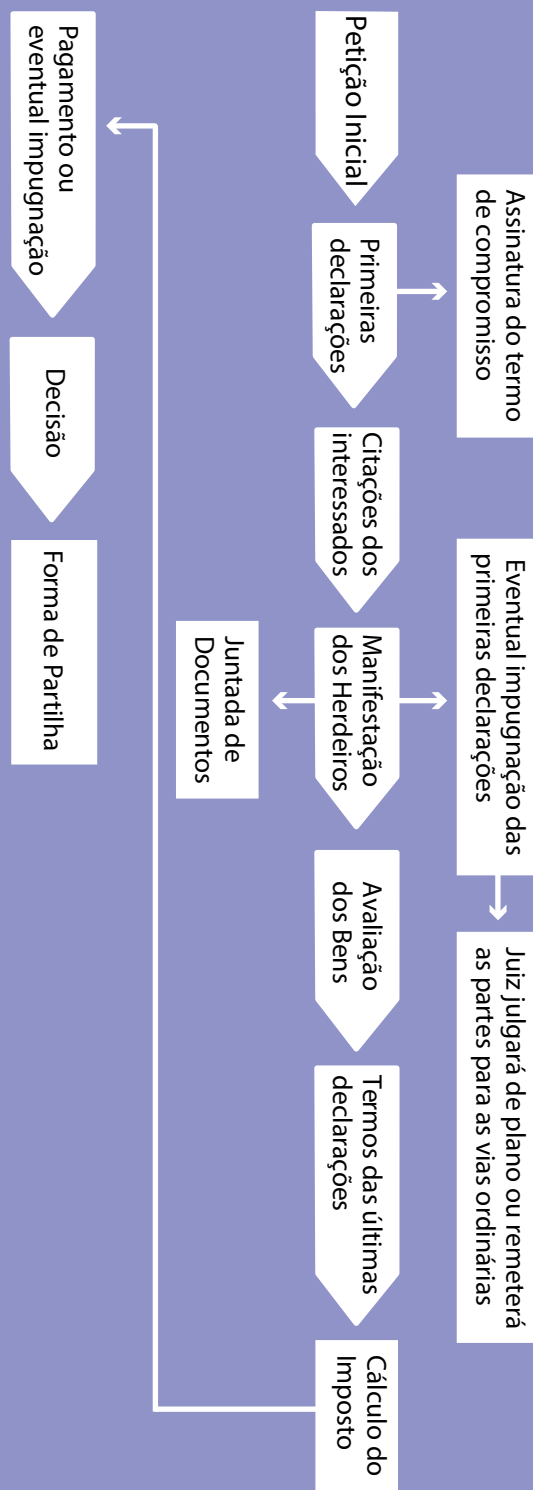 Assinatura do termo
de compromisso
Eventual impugnação das
primeiras declarações
Juiz julgará de plano ou remeterá
as partes para as vias ordinárias
Petição Inicial
Primeiras
declarações
Citações dos
interessados
Manifestação
dos Herdeiros
Avaliação
dos Bens
Termos das últimas
declarações
Cálculo do
Imposto
Juntada de
Documentos
Pagamento ou
eventual impugnação
Decisão
Forma de Partilha